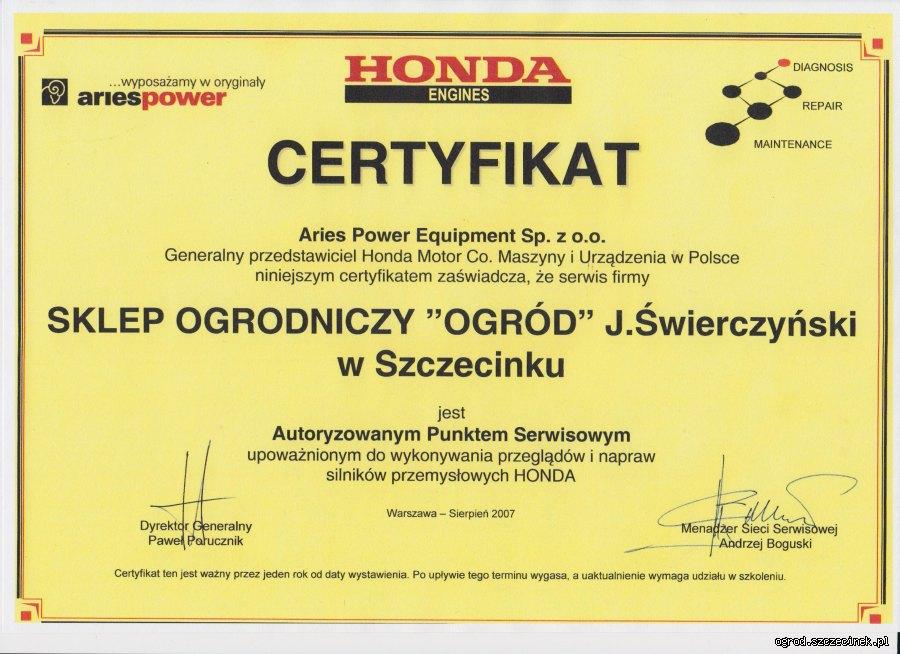 ...wyposażamy w oryginały
ariespower
HONDA
ENGINES
DIAGNOSIS
REPAIR
MAINTENANCE
CERTYFIKAT
Aries Power Equipment Sp. z o.o.
Generalny przedstawiciel Honda Motor Co. Maszyny i Urządzenia w Polsce
niniejszym certyfikatem zaświadcza, że serwis firmy
SKLEP OGRODNICZY ”OGRÓD” J.Świerczyński
w Szczecinku
jest
Autoryzowanym Punktem Serwisowym
upoważnionym do wykonywania przeglądów i napraw
silników przemysłowych HONDA
Warszawa – Sierpień 2007
Dyrektor Generalny
Paweł Porucznik
Menadżer Sieci Serwisowej
Andrzej Boguski
Certyfikat ten jest ważny przez jeden rok od daty wystawienia. Po upływie tego terminu wygasa, a uaktualnienie wymaga udziału w szkoleniu.
ogrod.szczecinek.pl